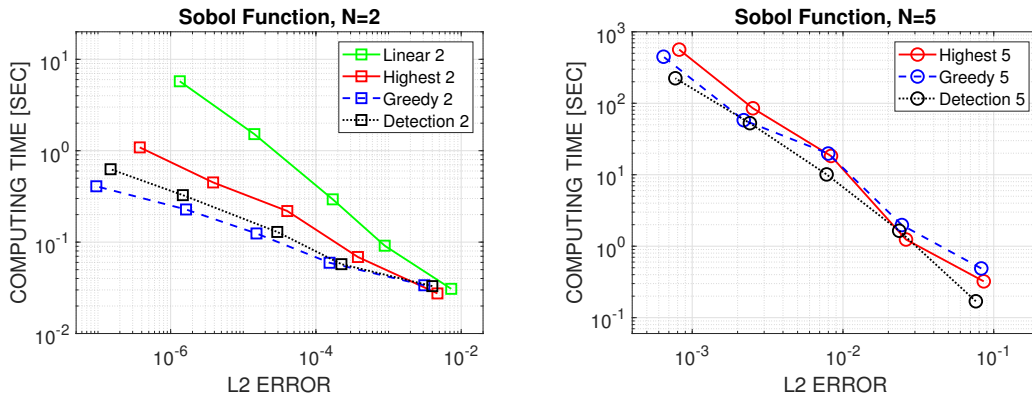 Sobol Function, N=2
10^1
10^0
10^-1
10^-2
COMPUTING TIME [SEC]
Linear 2
Highest 2
Greedy 2
Detection 2
10^-6
10^-4
10^-2
L2 ERROR
Sobol Function, N=5
10^3
10^2
10^1
10^0
10^-1
COMPUTING TIME [SEC]
Highest 5
Greedy 5
Detection 5
10^-3
10^-2
10^-1
L2 ERROR